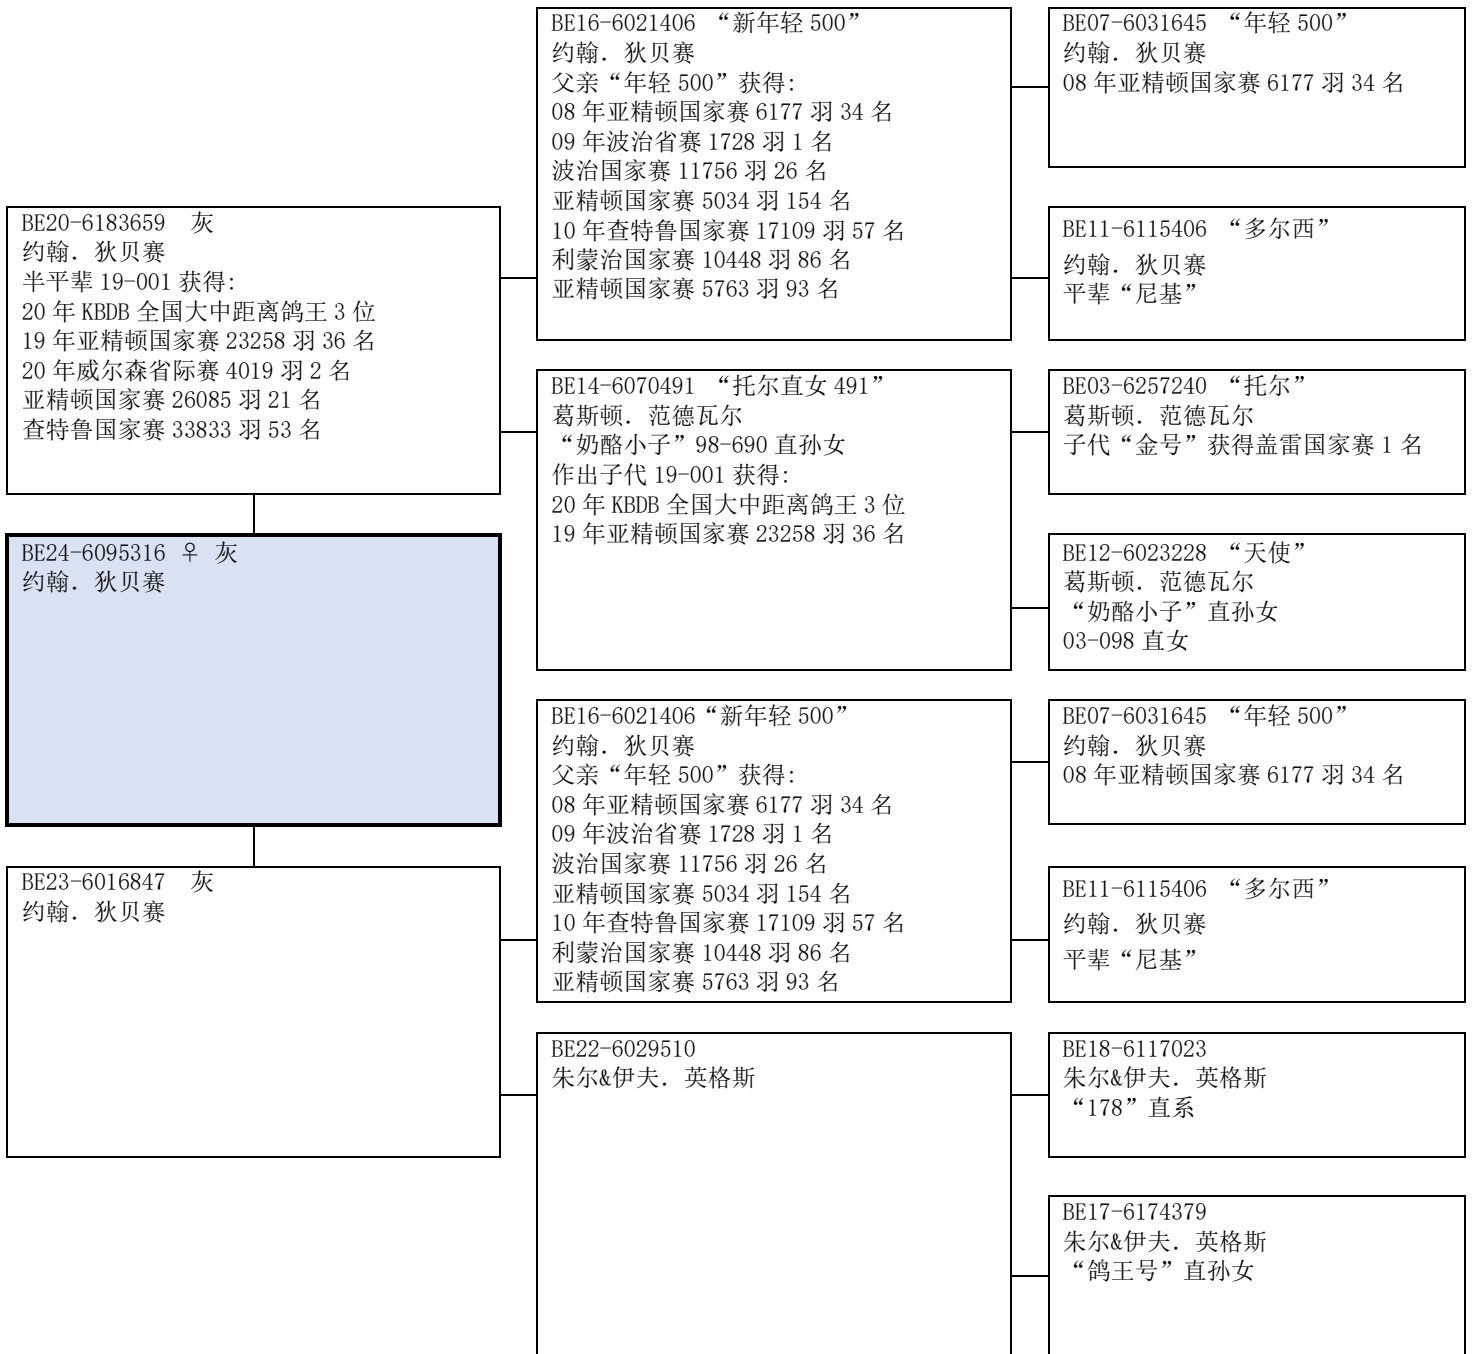 BE20-6183659 灰
约翰．狄贝赛
半平辈 19-001 获得:
20 年 KBDB 全国大中距离鸽王 3 位
19 年亚精顿国家赛 23258 羽 36 名
20 年威尔森省际赛 4019 羽 2 名
亚精顿国家赛 26085 羽 21 名
查特鲁国家赛 33833 羽 53 名
BE24-6095316 ♀ 灰
约翰．狄贝赛
BE23-6016847 灰
约翰．狄贝赛
BE16-6021406 “新年轻 500”
约翰．狄贝赛
父亲“年轻 500”获得:
08 年亚精顿国家赛 6177 羽 34 名
09 年波治省赛 1728 羽 1 名
波治国家赛 11756 羽 26 名
亚精顿国家赛 5034 羽 154 名
10 年查特鲁国家赛 17109 羽 57 名
利蒙治国家赛 10448 羽 86 名
亚精顿国家赛 5763 羽 93 名
BE14-6070491 “托尔直女 491”
葛斯顿．范德瓦尔
“奶酪小子”98-690 直孙女
作出子代 19-001 获得:
20 年 KBDB 全国大中距离鸽王 3 位
19 年亚精顿国家赛 23258 羽 36 名
BE16-6021406“新年轻 500”
约翰．狄贝赛
父亲“年轻 500”获得:
08 年亚精顿国家赛 6177 羽 34 名
09 年波治省赛 1728 羽 1 名
波治国家赛 11756 羽 26 名
亚精顿国家赛 5034 羽 154 名
10 年查特鲁国家赛 17109 羽 57 名
利蒙治国家赛 10448 羽 86 名
亚精顿国家赛 5763 羽 93 名
BE22-6029510
朱尔&伊夫．英格斯
BE07-6031645 “年轻 500”
约翰．狄贝赛
08 年亚精顿国家赛 6177 羽 34 名
BE11-6115406 “多尔西”
约翰．狄贝赛
平辈“尼基”
BE03-6257240 “托尔”
葛斯顿．范德瓦尔
子代“金号”获得盖雷国家赛 1 名
BE12-6023228 “天使”
葛斯顿．范德瓦尔
“奶酪小子”直孙女
03-098 直女
BE07-6031645 “年轻 500”
约翰．狄贝赛
08 年亚精顿国家赛 6177 羽 34 名
BE11-6115406 “多尔西”
约翰．狄贝赛
平辈“尼基”
BE18-6117023
朱尔&伊夫．英格斯
“178”直系
BE17-6174379
朱尔&伊夫．英格斯
“鸽王号”直孙女